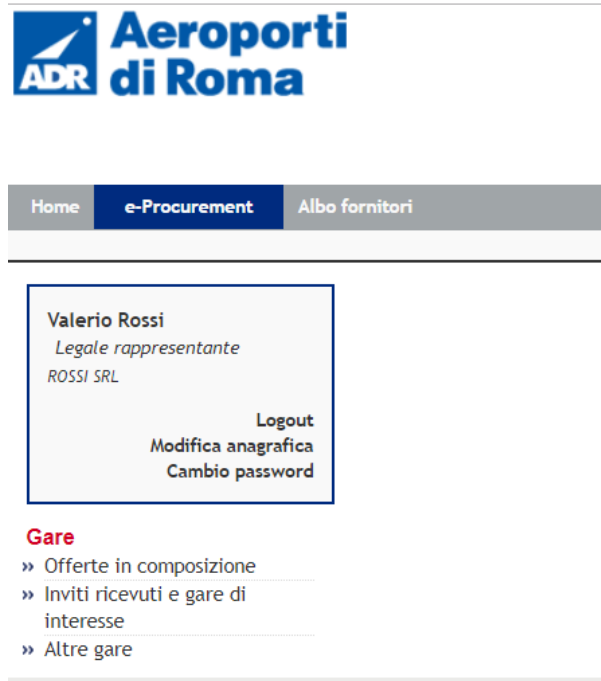 ADR
Aeroporti
di Roma
Home e-Procurement Albo fornitori
Valerio Rossi
Legale rappresentante
ROSSI SRL
Logout
Modifica anagrafica
Cambio password
Gare
» Offerte in composizione
» Inviti ricevuti e gare di
interesse
» Altre gare